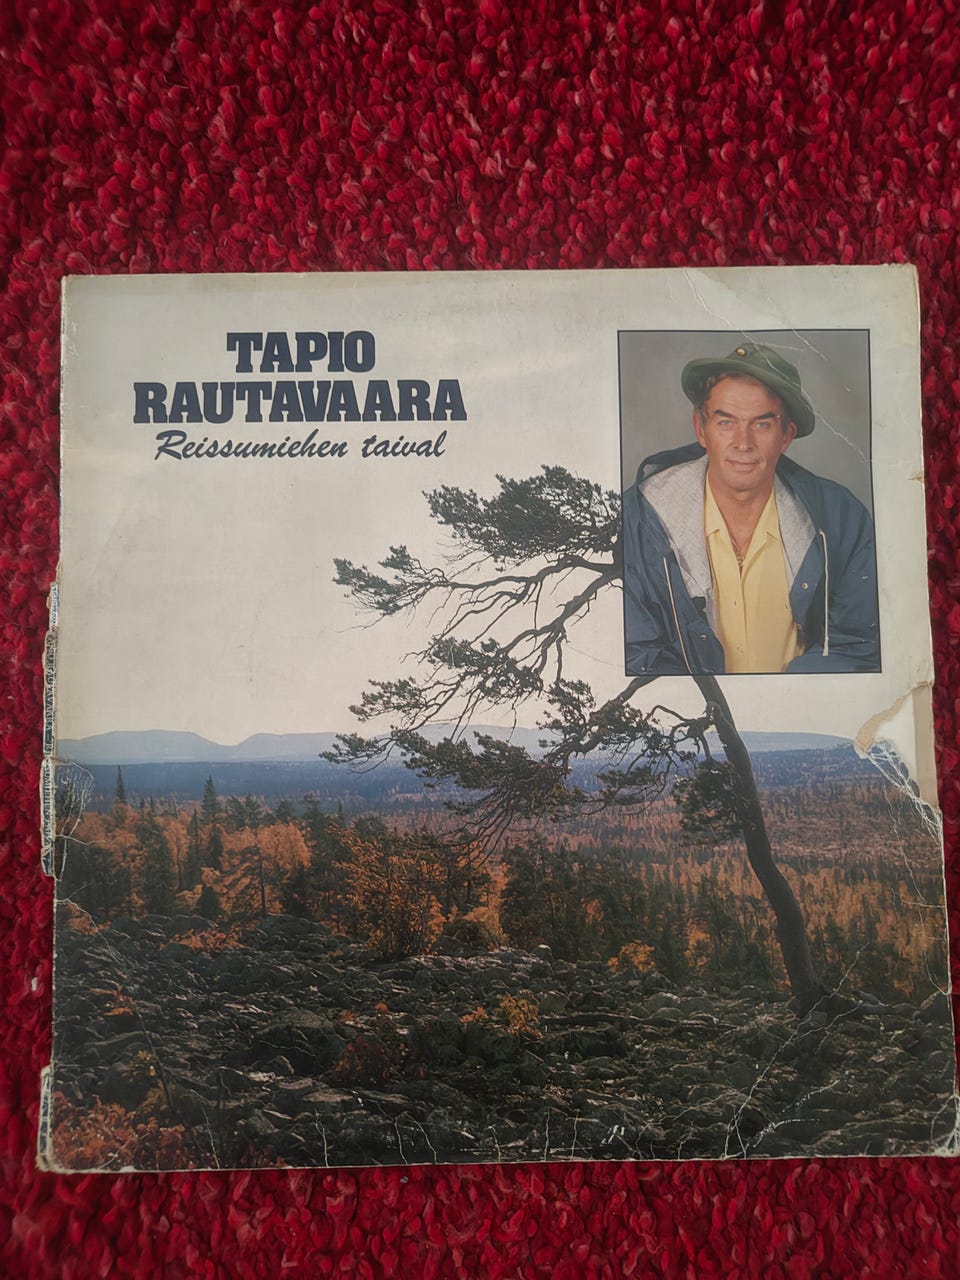 TAPIO
RAUTAVAARA
Reissumiehen taival